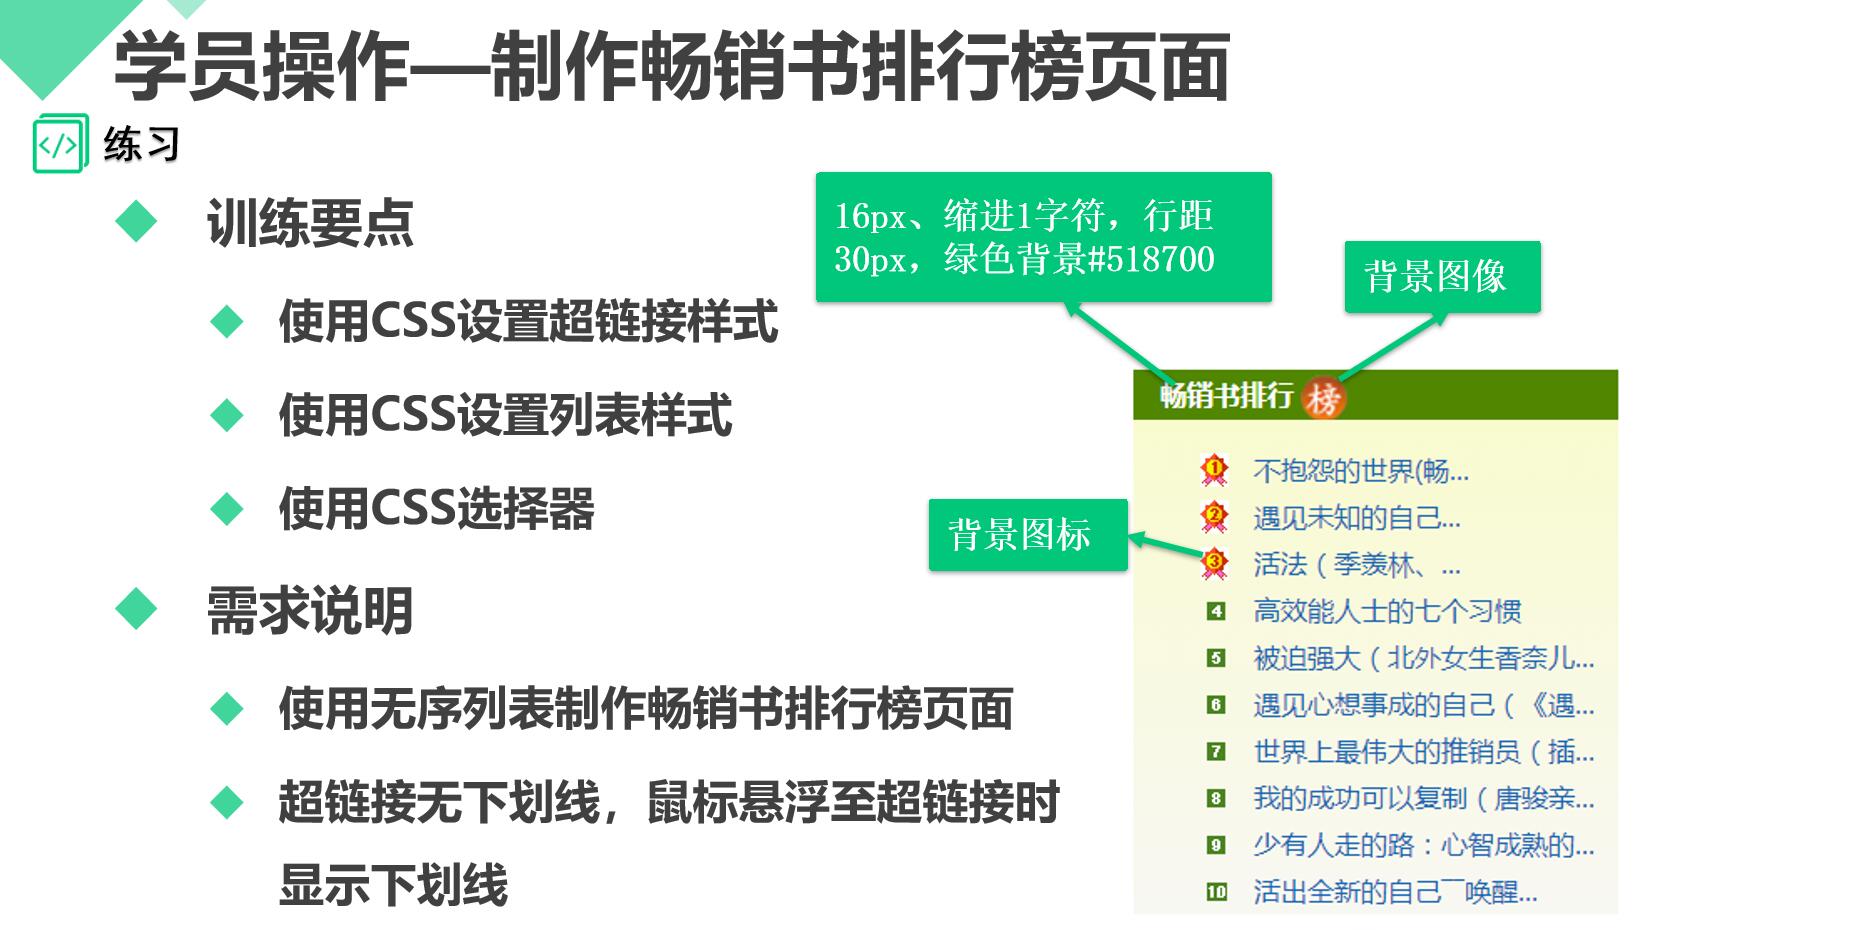 学员操作—制作畅销书排行榜页面
</>
练习
训练要点
使用CSS设置超链接样式
使用CSS设置列表样式
使用CSS选择器
需求说明
使用无序列表制作畅销书排行榜页面
超链接无下划线，鼠标悬浮至超链接时
显示下划线
16px、缩进1字符，行距
30px，绿色背景#518700
背景图像
背景图标
畅销书排行 榜
1 不抱怨的世界(畅...
2 遇见未知的自己...
3 活法（季羡林、...
4 高效能人士的七个习惯
5 被迫强大（北外女生香奈儿...
6 遇见心想事成的自己（《遇...
7 世界上最伟大的推销员（插...
8 我的成功可以复制（唐骏亲...
9 少有人走的路：心智成熟的...
10 活出全新的自己￣唤醒...